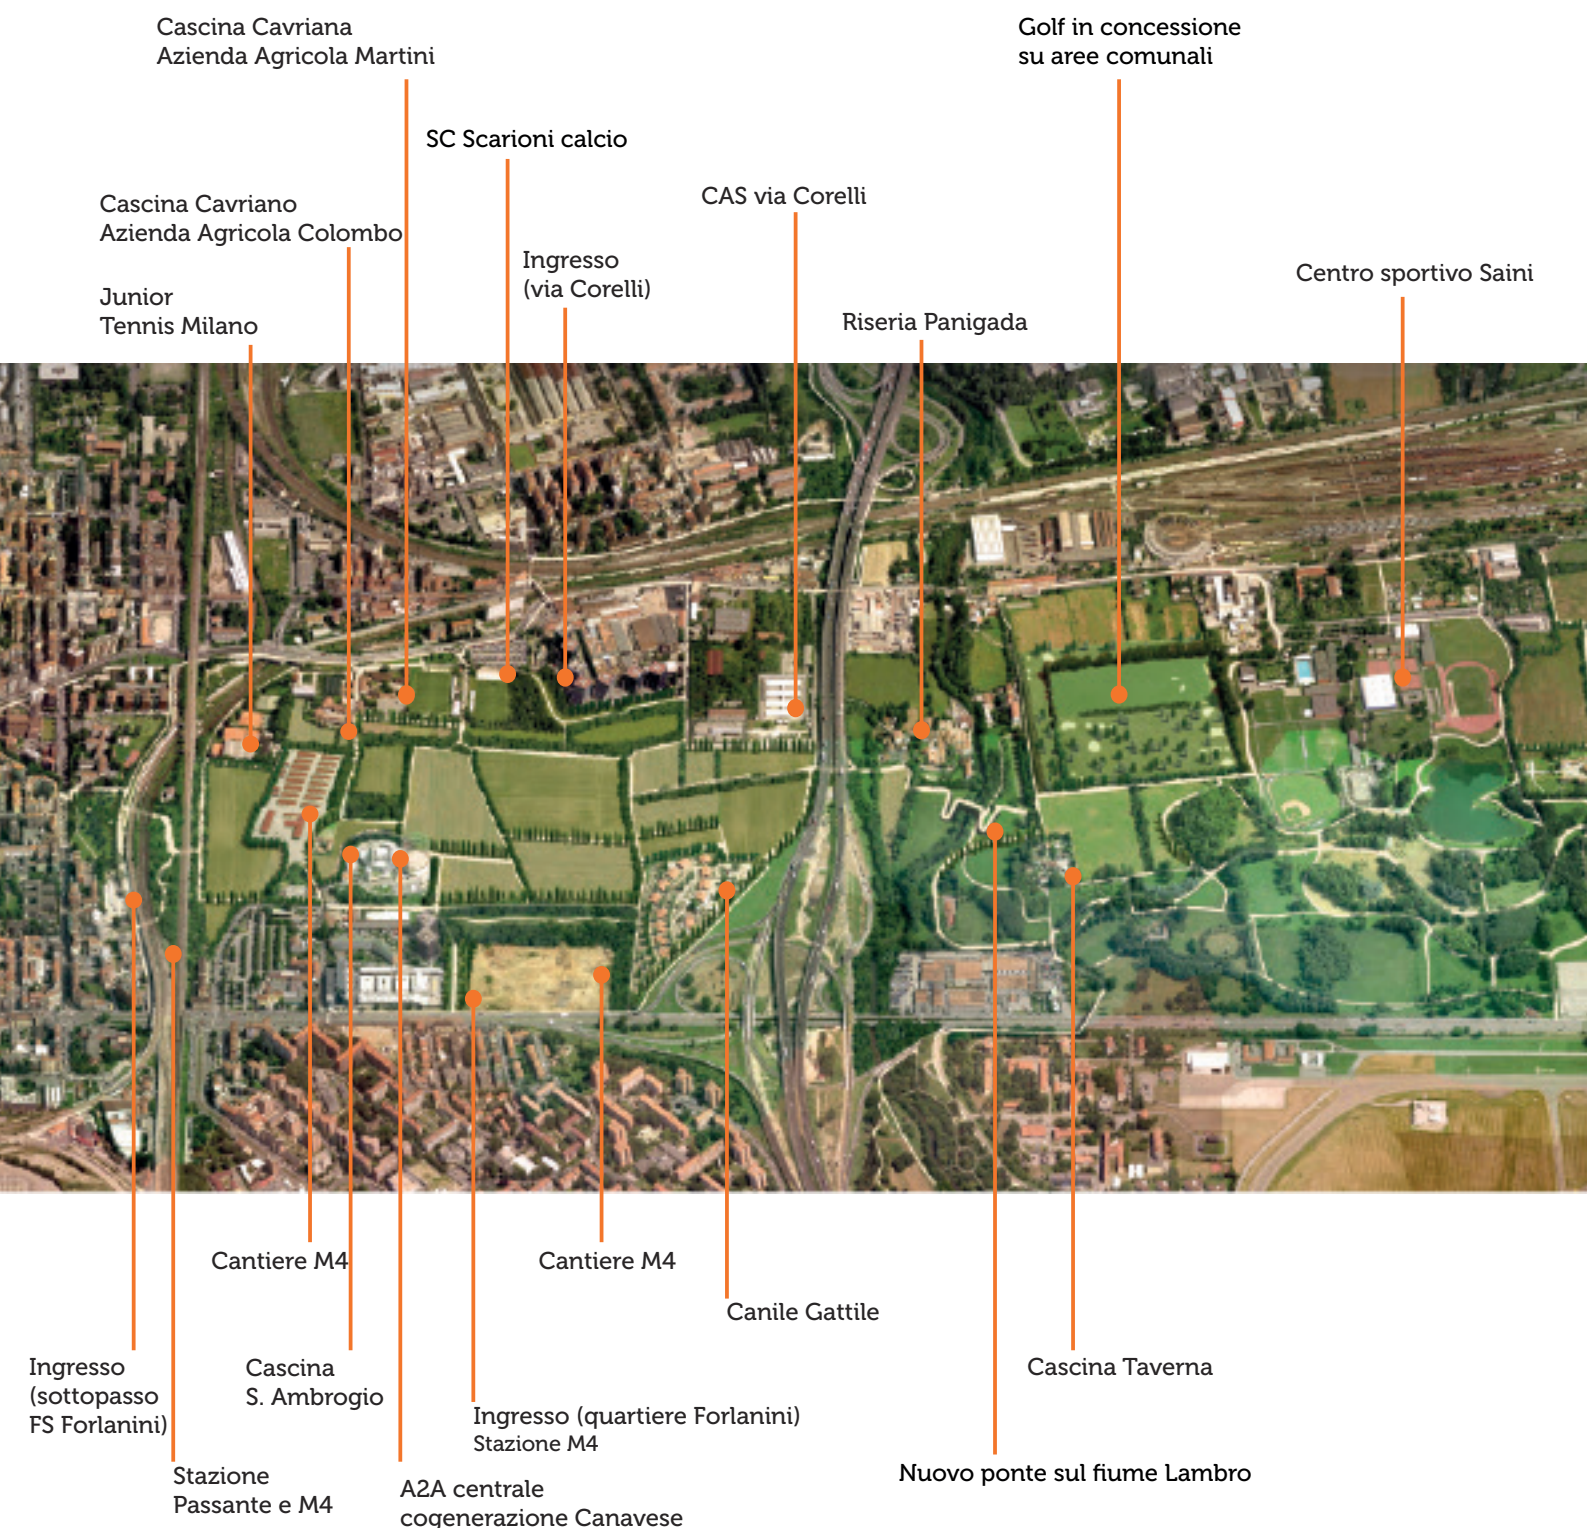 Cascina Cavriana
Azienda Agricola Martini
Golf in concessione
su aree comunali
SC Scarioni calcio
CAS via Corelli
Cascina Cavriano
Azienda Agricola Colombo
Ingresso
(via Corelli)
Centro sportivo Saini
Junior
Tennis Milano
Riseria Panigada
Cantiere M4
Cantiere M4
Canile Gattile
Ingresso
(sottopasso
FS Forlanini)
Cascina
S. Ambrogio
Cascina Taverna
Ingresso (quartiere Forlanini)
Stazione M4
Stazione
Passante e M4
A2A centrale
cogenerazione Canavese
Nuovo ponte sul fiume Lambro